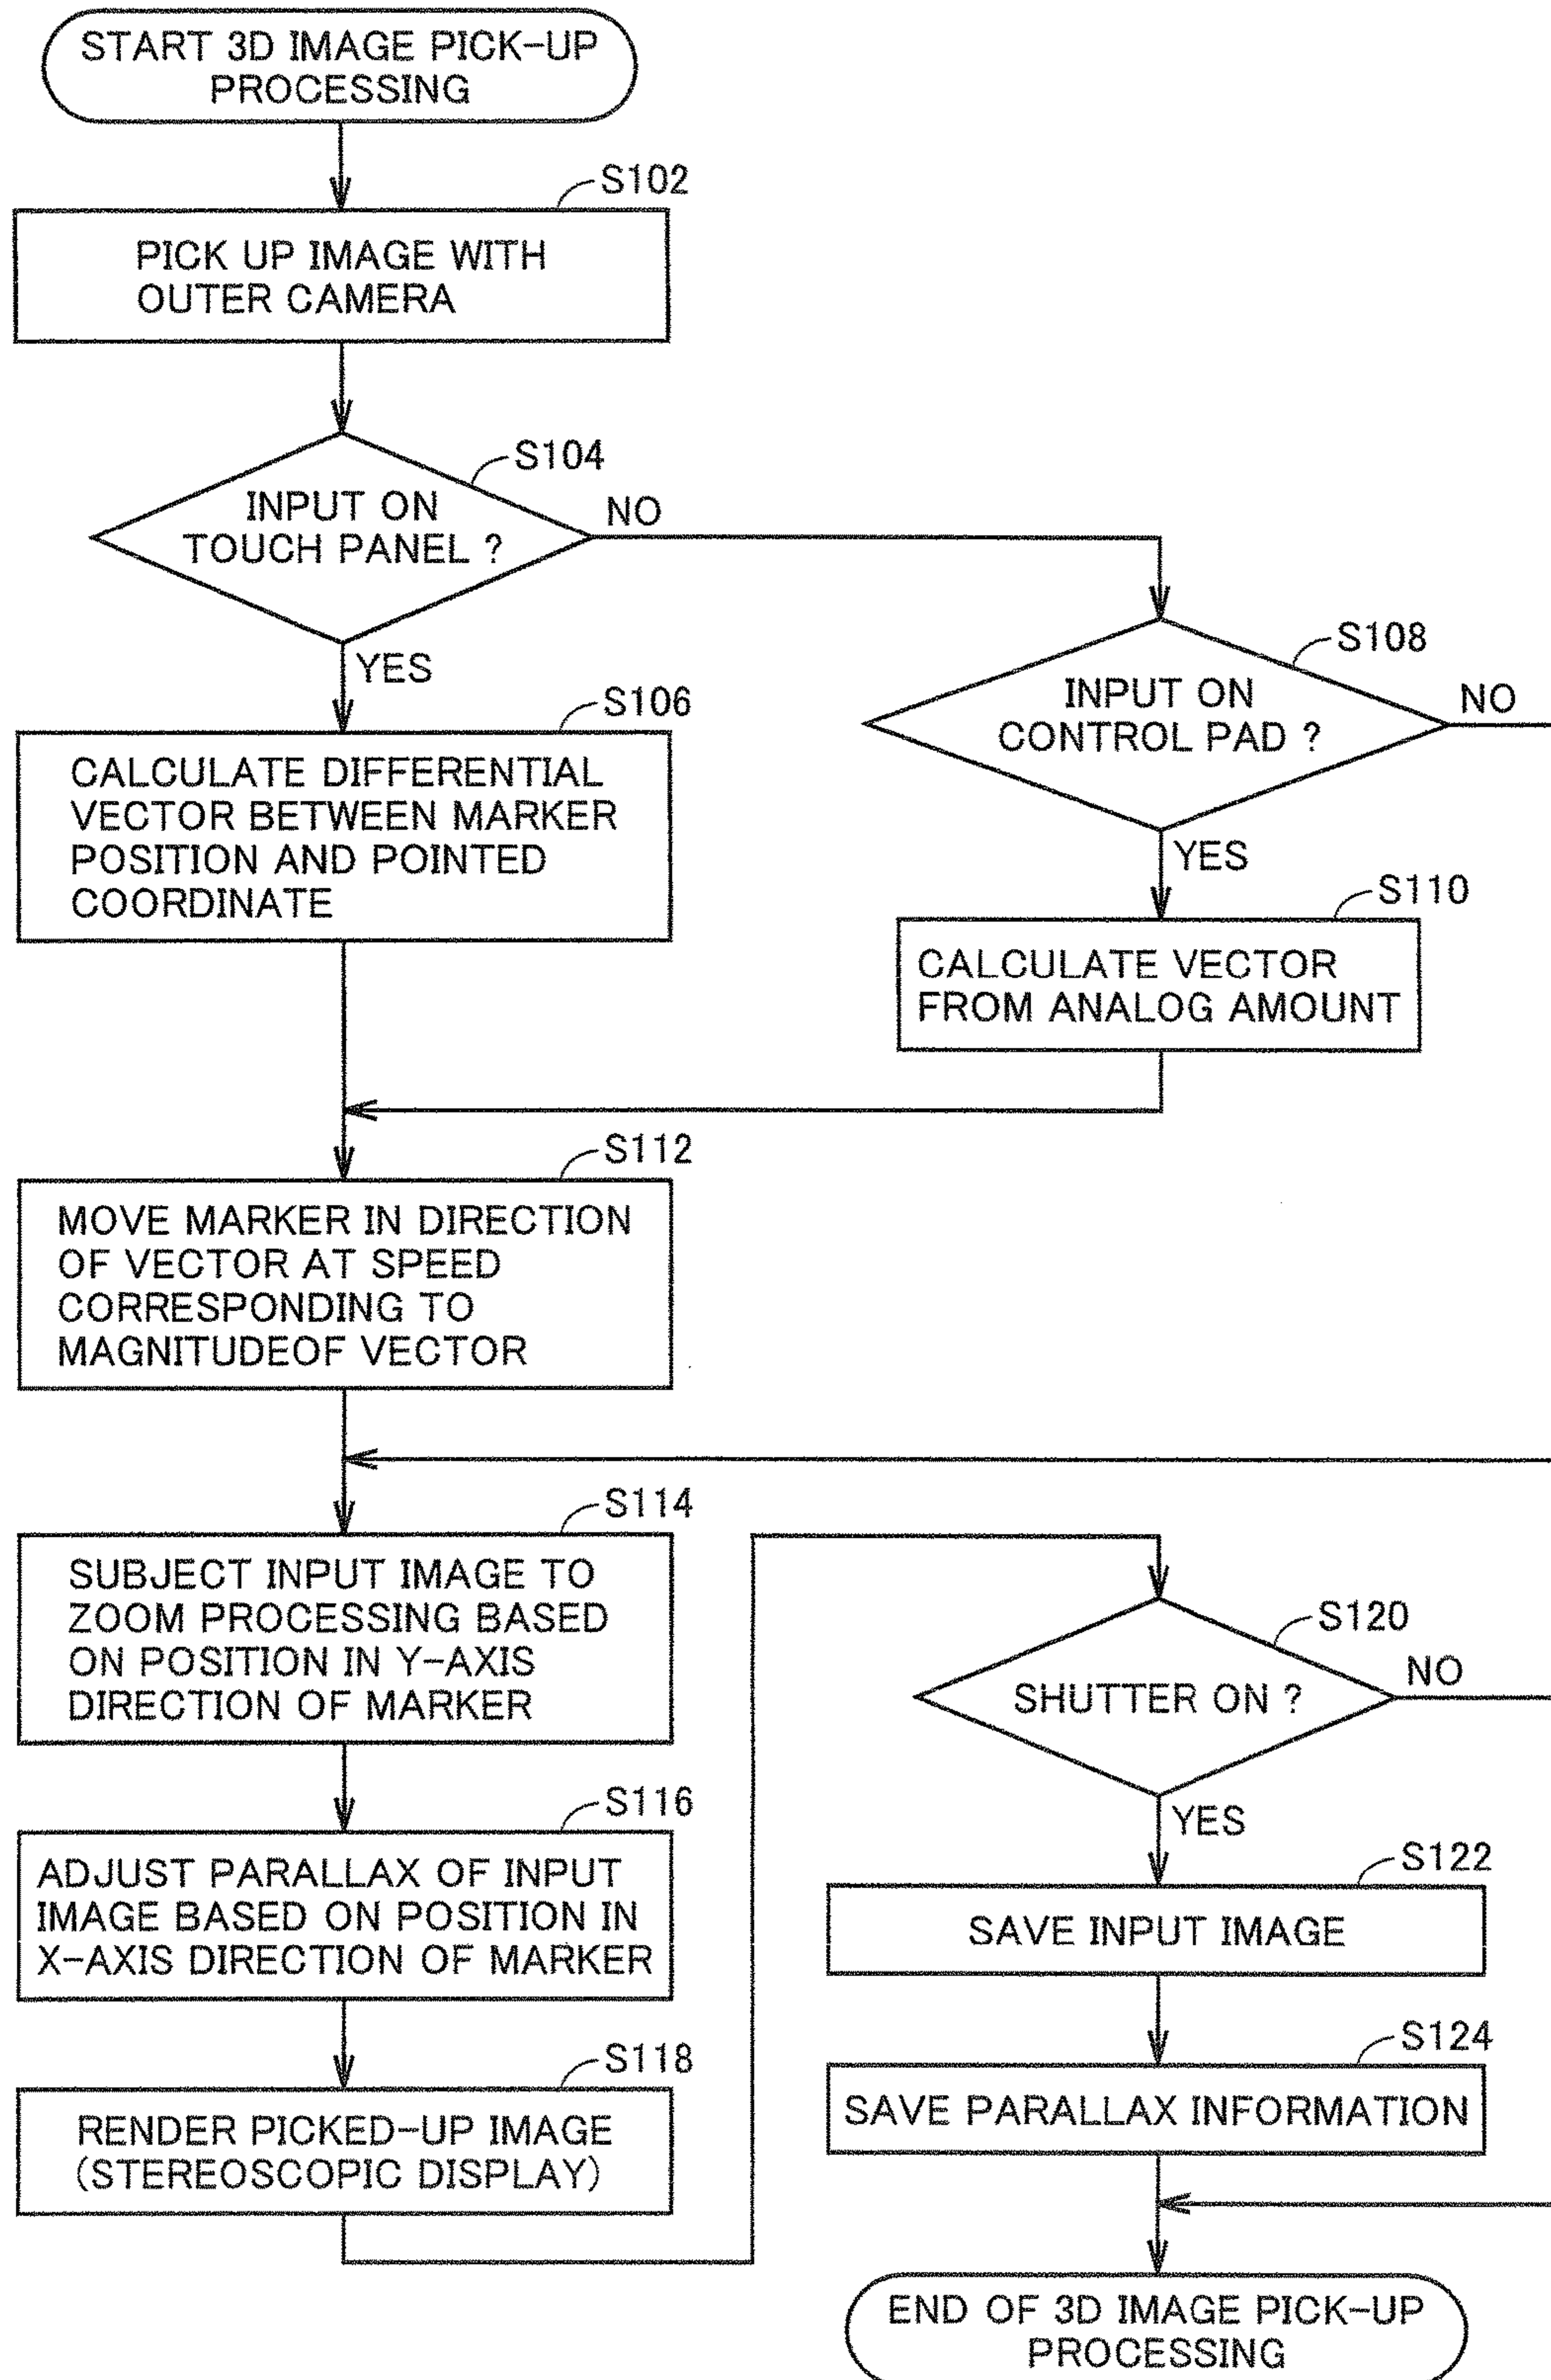 START 3D IMAGE PICK-UP
PROCESSING
S102
PICK UP IMAGE WITH
OUTER CAMERA
S104
INPUT ON
TOUCH PANEL ?
NO
YES
S106
CALCULATE DIFFERENTIAL
VECTOR BETWEEN MARKER
POSITION AND POINTED
COORDINATE
S108
INPUT ON
CONTROL PAD ?
NO
YES
S110
CALCULATE VECTOR
FROM ANALOG AMOUNT
S112
MOVE MARKER IN DIRECTION
OF VECTOR AT SPEED
CORRESPONDING TO
MAGNITUDEOF VECTOR
S114
SUBJECT INPUT IMAGE TO
ZOOM PROCESSING BASED
ON POSITION IN Y-AXIS
DIRECTION OF MARKER
S116
ADJUST PARALLAX OF INPUT
IMAGE BASED ON POSITION IN
X-AXIS DIRECTION OF MARKER
S118
RENDER PICKED-UP IMAGE
(STEREOSCOPIC DISPLAY)
S120
SHUTTER ON ?
NO
YES
S122
SAVE INPUT IMAGE
S124
SAVE PARALLAX INFORMATION
END OF 3D IMAGE PICK-UP
PROCESSING